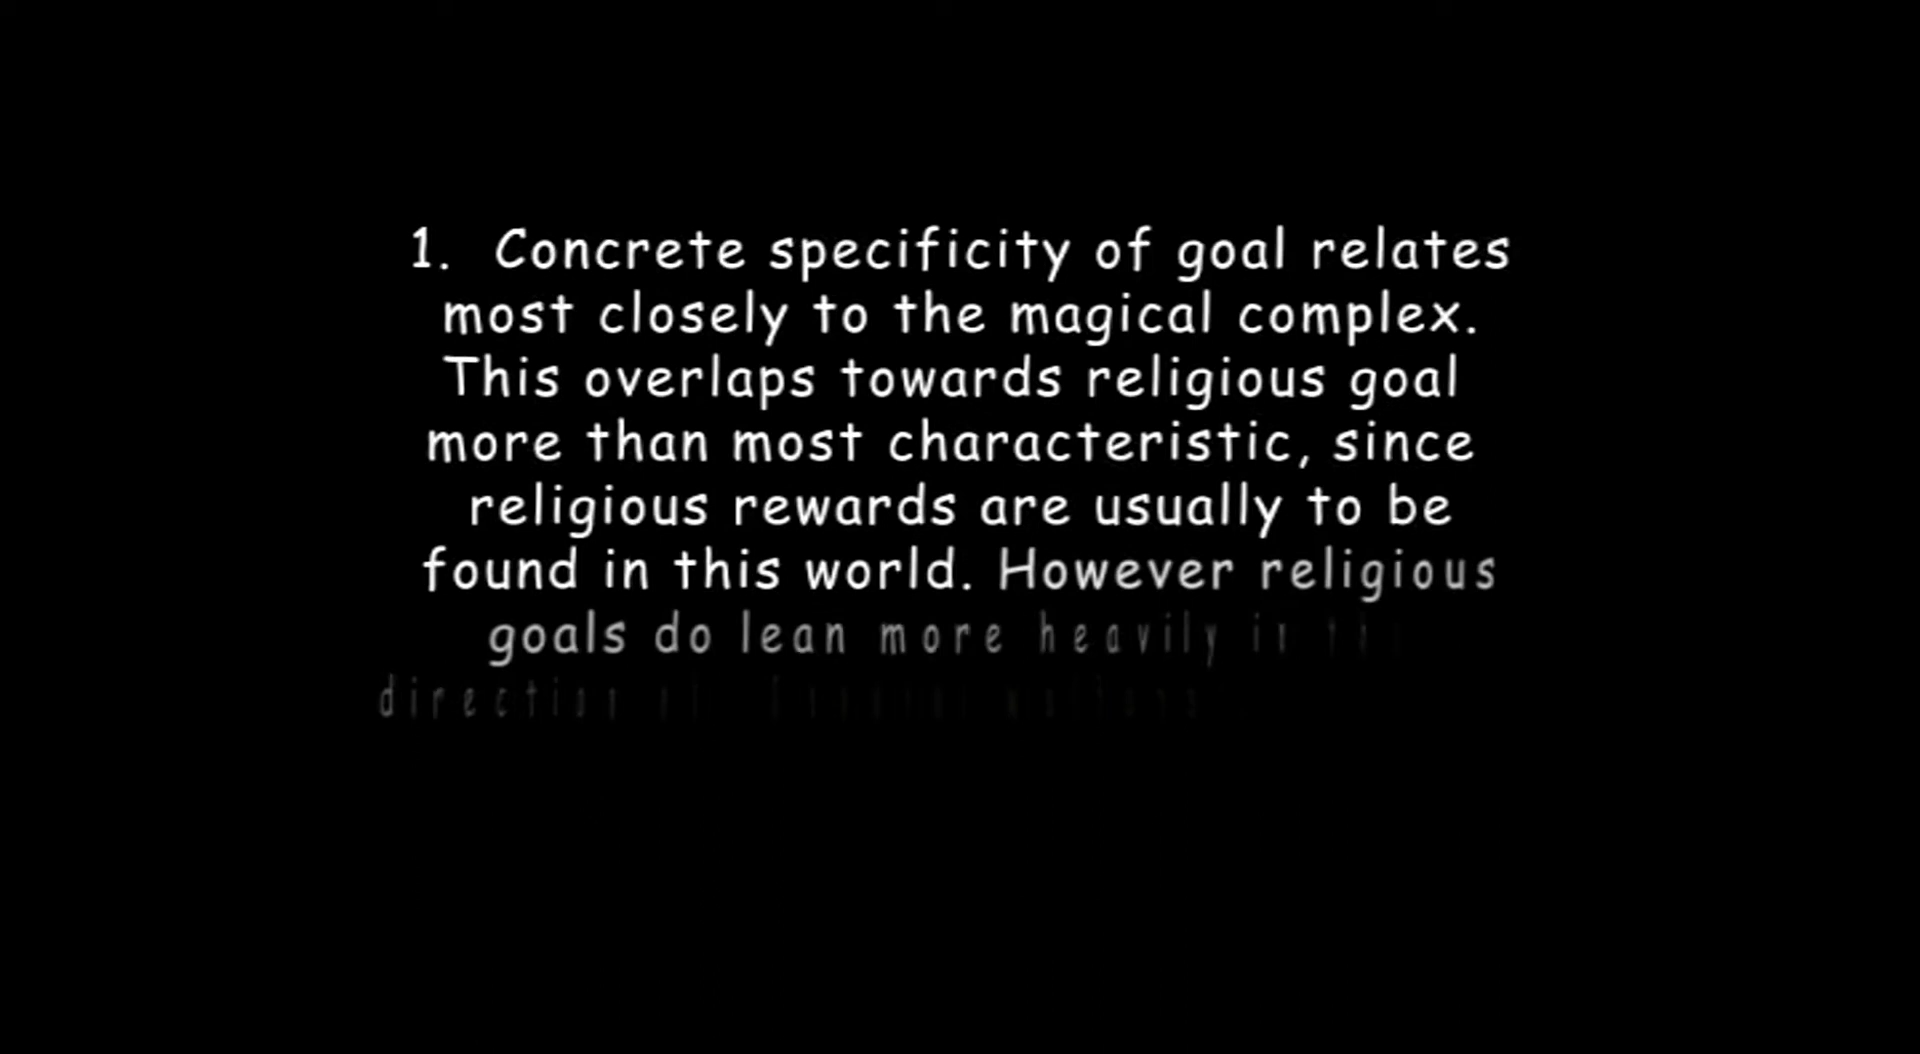 1. Concrete specificity of goal relates
most closely to the magical complex.
This overlaps towards religious goal
more than most characteristic, since
religious rewards are usually to be
found in this world. However religious
goals do lean more heavily in
direction